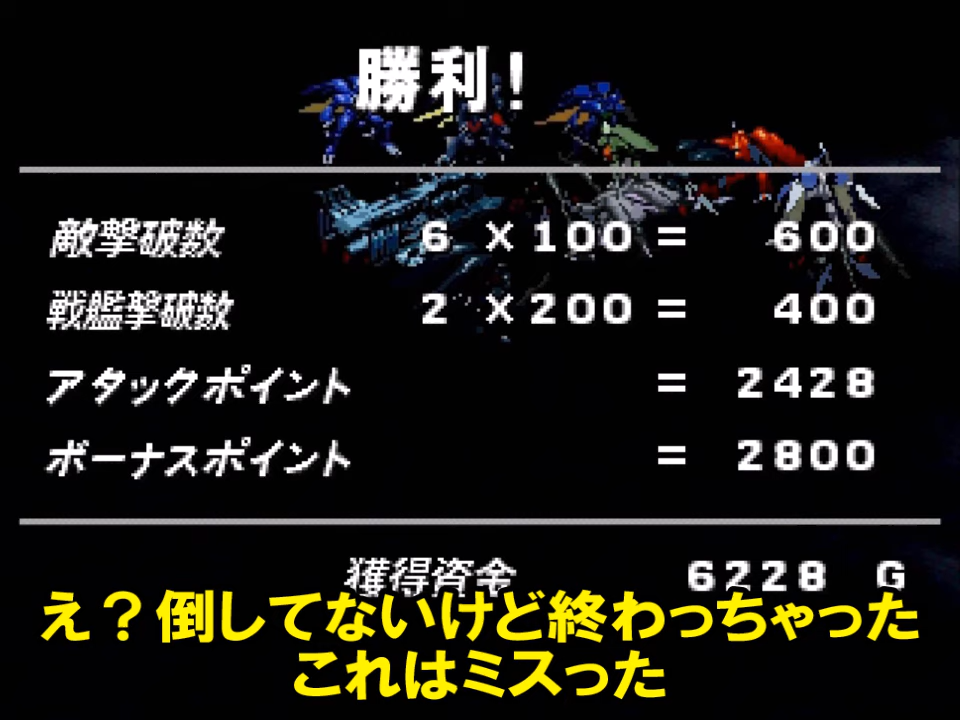 勝利!
敵撃破数 6 ×100= 600
戦艦撃破数 2 ×200= 400
アタックポイント = 2428
ボーナスポイント = 2800
獲得資金 6228 G
え？倒してないけど終わっちゃった
これはミスった